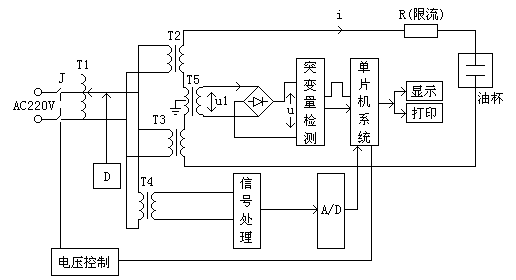 i
R(限流)
T2
J
T1
T5
AC220V
u1
u
突变量检测
单片机系统
显示
打印
油杯
T3
D
T4
信号处理
A/D
电压控制